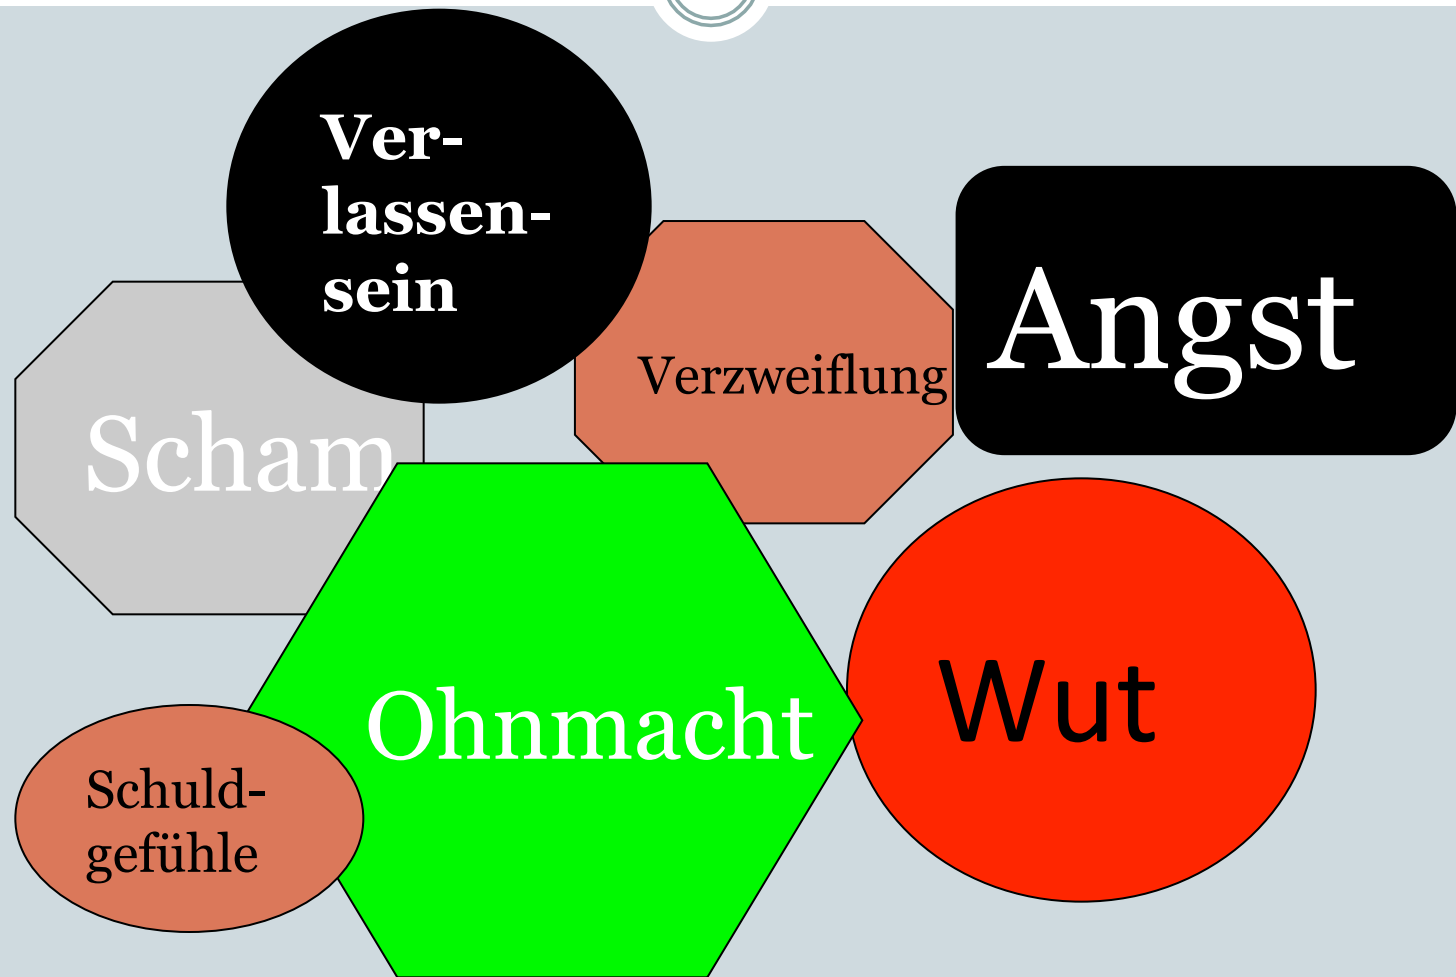 Ver-
lassen-
sein
Angst
Verzweiflung
Scham
Ohnmacht
Wut
Schuld-
gefühle